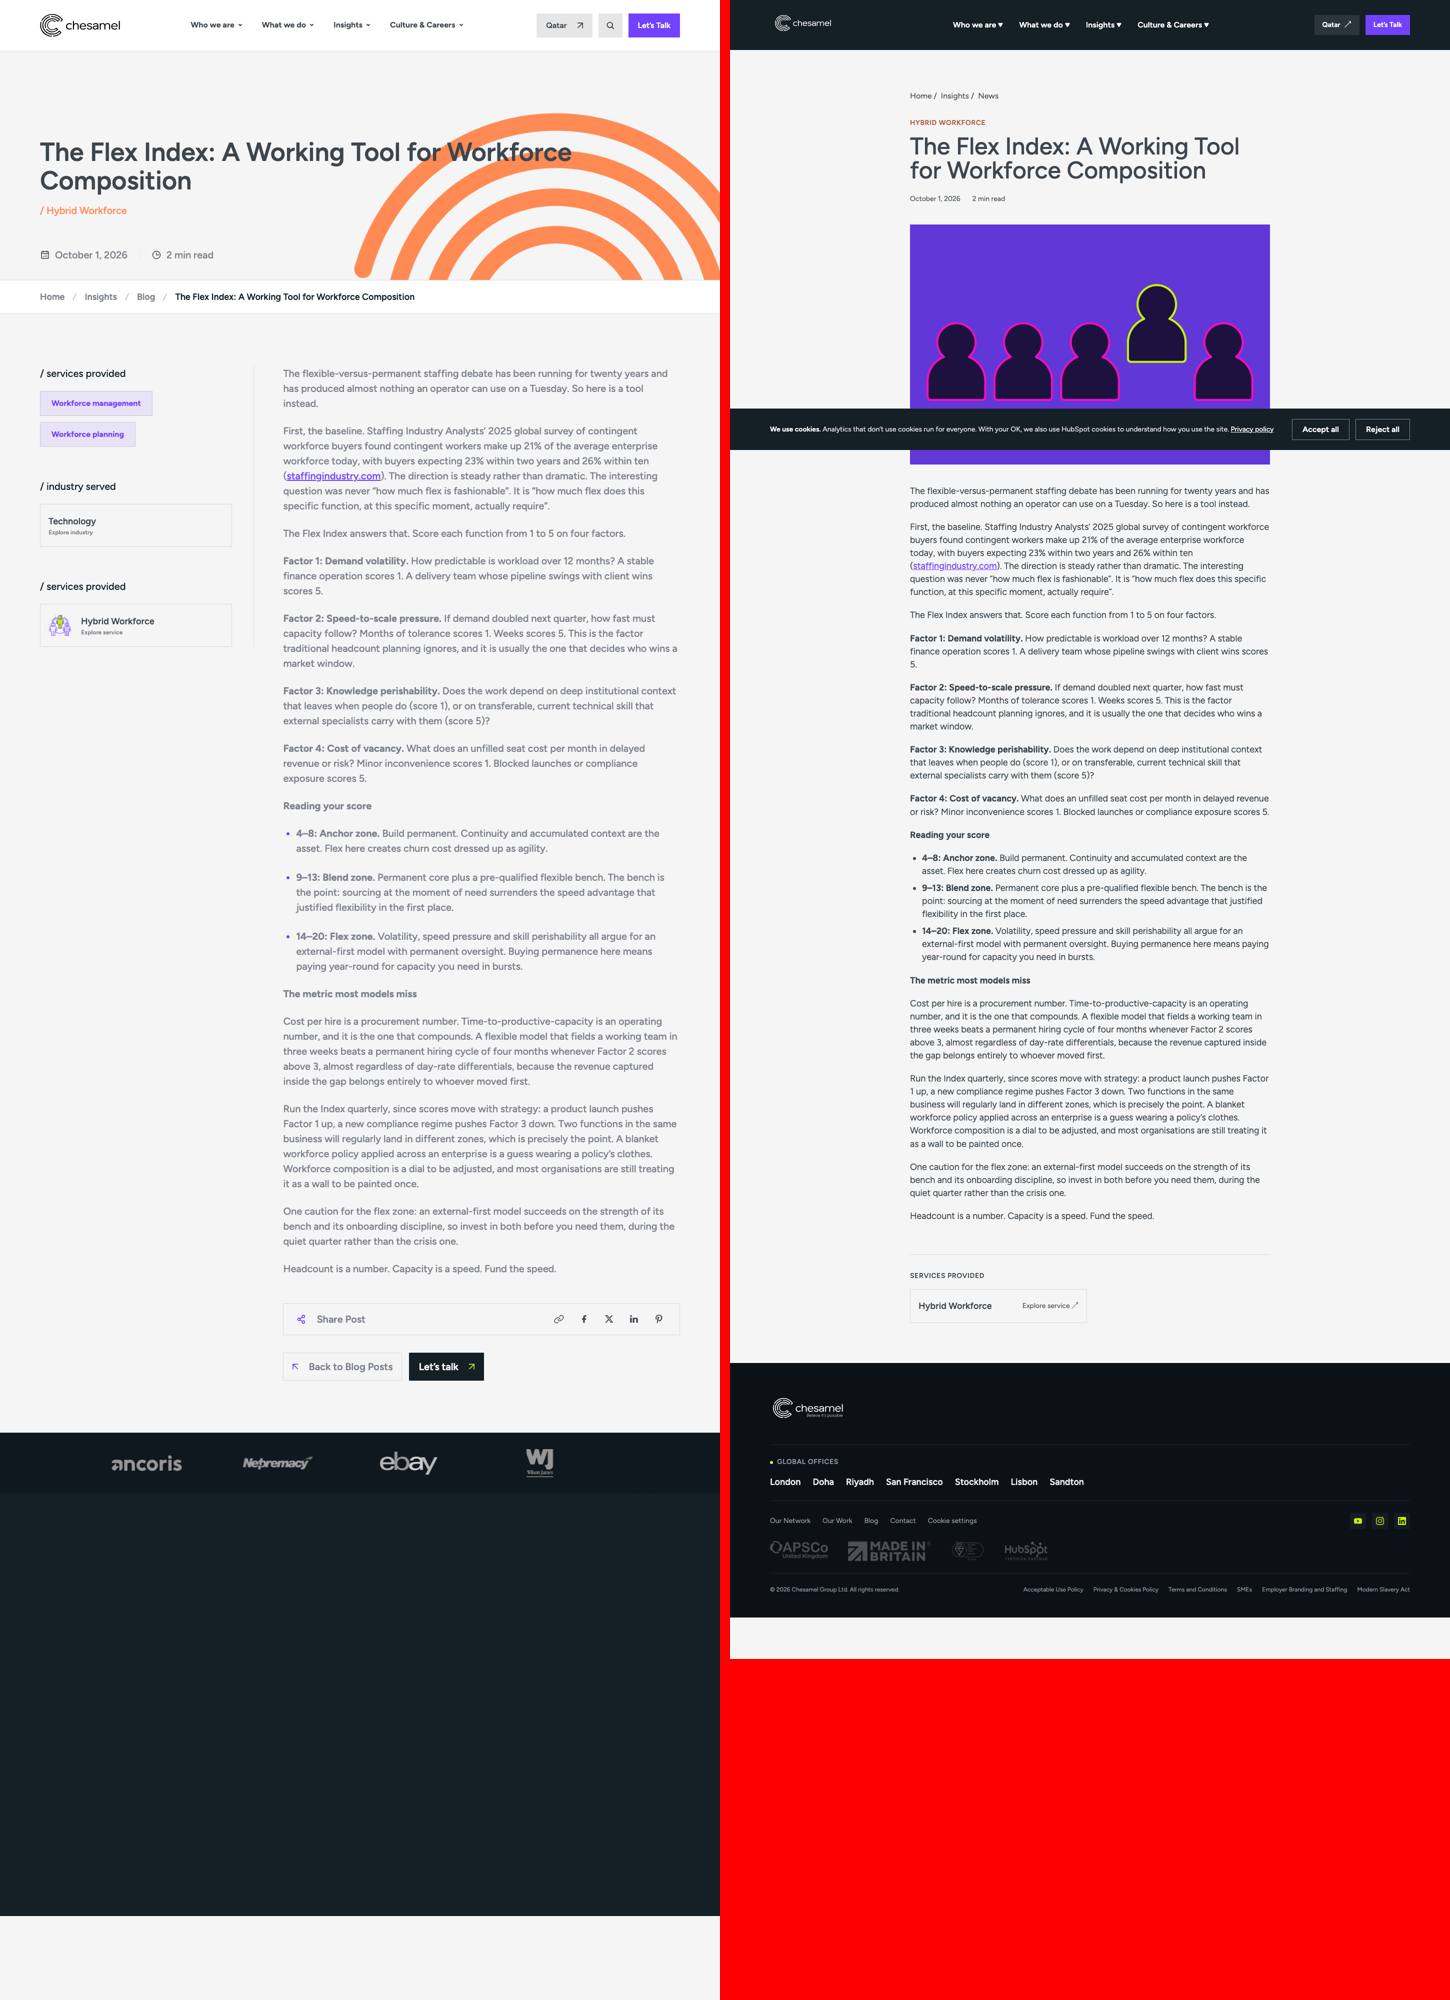 chesamel
Who we are
What we do
Insights
Culture & Careers
Qatar
Let's Talk
The Flex Index: A Working Tool for Workforce
Composition
/ Hybrid Workforce
October 1, 2026
2 min read
Home / Insights / Blog / The Flex Index: A Working Tool for Workforce Composition
/ services provided
Workforce management
Workforce planning
/ industry served
Technology
Explore industry
/ services provided
Hybrid Workforce
Explore service
The flexible-versus-permanent staffing debate has been running for twenty years and
has produced almost nothing an operator can use on a Tuesday. So here is a tool
instead.
First, the baseline. Staffing Industry Analysts' 2025 global survey of contingent
workforce buyers found contingent workers make up 21% of the average enterprise
workforce today, with buyers expecting 23% within two years and 26% within ten
(staffingindustry.com). The direction is steady rather than dramatic. The interesting
question was never "how much flex is fashionable". It is "how much flex does this
specific function, at this specific moment, actually require".
The Flex Index answers that. Score each function from 1 to 5 on four factors.
Factor 1: Demand volatility. How predictable is workload over 12 months? A stable
finance operation scores 1. A delivery team whose pipeline swings with client wins
scores 5.
Factor 2: Speed-to-scale pressure. If demand doubled next quarter, how fast must
capacity follow? Months of tolerance scores 1. Weeks scores 5. This is the factor
traditional headcount planning ignores, and it is usually the one that decides who wins a
market window.
Factor 3: Knowledge perishability. Does the work depend on deep institutional context
that leaves when people do (score 1), or on transferable, current technical skill that
external specialists carry with them (score 5)?
Factor 4: Cost of vacancy. What does an unfilled seat cost per month in delayed
revenue or risk? Minor inconvenience scores 1. Blocked launches or compliance
exposure scores 5.
Reading your score
• 4–8: Anchor zone. Build permanent. Continuity and accumulated context are the
asset. Flex here creates churn cost dressed up as agility.
• 9–13: Blend zone. Permanent core plus a pre-qualified flexible bench. The bench is
the point: sourcing at the moment of need surrenders the speed advantage that
justified flexibility in the first place.
• 14–20: Flex zone. Volatility, speed pressure and skill perishability all argue for an
external-first model with permanent oversight. Buying permanence here means
paying year-round for capacity you need in bursts.
The metric most models miss
Cost per hire is a procurement number. Time-to-productive-capacity is an operating
number, and it is the one that compounds. A flexible model that fields a working team in
three weeks beats a permanent hiring cycle of four months whenever Factor 2 scores
above 3, almost regardless of day-rate differentials, because the revenue captured
inside the gap belongs entirely to whoever moved first.
Run the Index quarterly, since scores move with strategy: a product launch pushes
Factor 1 up, a new compliance regime pushes Factor 3 down. Two functions in the same
business will regularly land in different zones, which is precisely the point. A blanket
workforce policy applied across an enterprise is a guess wearing a policy's clothes.
Workforce composition is a dial to be adjusted, and most organisations are still treating
it as a wall to be painted once.
One caution for the flex zone: an external-first model succeeds on the strength of its
bench and its onboarding discipline, so invest in both before you need them, during the
quiet quarter rather than the crisis one.
Headcount is a number. Capacity is a speed. Fund the speed.
Share Post
Back to Blog Posts
Let's talk
ancoris
Nepremacy
ebay
WJ
Wilson James
chesamel
Who we are
What we do
Insights
Culture & Careers
Qatar
Let's Talk
Home / Insights / News
HYBRID WORKFORCE
The Flex Index: A Working Tool
for Workforce Composition
October 1, 2026
2 min read
We use cookies. Analytics that don't use cookies run for everyone. With your OK, we also use HubSpot cookies to understand how you use the site. Privacy policy
Accept all
Reject all
The flexible-versus-permanent staffing debate has been running for twenty years and has
produced almost nothing an operator can use on a Tuesday. So here is a tool instead.
First, the baseline. Staffing Industry Analysts' 2025 global survey of contingent workforce
buyers found contingent workers make up 21% of the average enterprise workforce
today, with buyers expecting 23% within two years and 26% within ten
(staffingindustry.com). The direction is steady rather than dramatic. The interesting
question was never "how much flex is fashionable". It is "how much flex does this specific
function, at this specific moment, actually require".
The Flex Index answers that. Score each function from 1 to 5 on four factors.
Factor 1: Demand volatility. How predictable is workload over 12 months? A stable
finance operation scores 1. A delivery team whose pipeline swings with client wins scores
5.
Factor 2: Speed-to-scale pressure. If demand doubled next quarter, how fast must
capacity follow? Months of tolerance scores 1. Weeks scores 5. This is the factor
traditional headcount planning ignores, and it is usually the one that decides who wins a
market window.
Factor 3: Knowledge perishability. Does the work depend on deep institutional context
that leaves when people do (score 1), or on transferable, current technical skill that
external specialists carry with them (score 5)?
Factor 4: Cost of vacancy. What does an unfilled seat cost per month in delayed revenue
or risk? Minor inconvenience scores 1. Blocked launches or compliance exposure scores 5.
Reading your score
• 4–8: Anchor zone. Build permanent. Continuity and accumulated context are the
asset. Flex here creates churn cost dressed up as agility.
• 9–13: Blend zone. Permanent core plus a pre-qualified flexible bench. The bench is the
point: sourcing at the moment of need surrenders the speed advantage that justified
flexibility in the first place.
• 14–20: Flex zone. Volatility, speed pressure and skill perishability all argue for an
external-first model with permanent oversight. Buying permanence here means paying
year-round for capacity you need in bursts.
The metric most models miss
Cost per hire is a procurement number. Time-to-productive-capacity is an operating
number, and it is the one that compounds. A flexible model that fields a working team in
three weeks beats a permanent hiring cycle of four months whenever Factor 2 scores
above 3, almost regardless of day-rate differentials, because the revenue captured inside
the gap belongs entirely to whoever moved first.
Run the Index quarterly, since scores move with strategy: a product launch pushes Factor
1 up, a new compliance regime pushes Factor 3 down. Two functions in the same
business will regularly land in different zones, which is precisely the point. A blanket
workforce policy applied across an enterprise is a guess wearing a policy's clothes.
Workforce composition is a dial to be adjusted, and most organisations are still treating it
as a wall to be painted once.
One caution for the flex zone: an external-first model succeeds on the strength of its
bench and its onboarding discipline, so invest in both before you need them, during the
quiet quarter rather than the crisis one.
Headcount is a number. Capacity is a speed. Fund the speed.
SERVICES PROVIDED
Hybrid Workforce
Explore service
chesamel
Believe it's possible
GLOBAL OFFICES
London Doha Riyadh San Francisco Stockholm Lisbon Sandton
Our Network Our Work Blog Contact Cookie settings
APSCo
United Kingdom
MADE IN
BRITAIN
HubSpot
CERTIFIED PARTNER
© 2026 Chesamel Group Ltd. All rights reserved.
Acceptable Use Policy Privacy & Cookies Policy Terms and Conditions SMEs Employer Branding and Staffing Modern Slavery Act